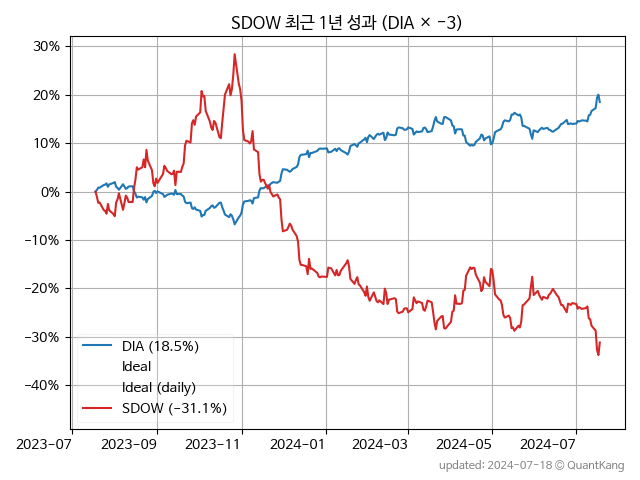 SDOW 최근 1년 성과 (DIA × −3)
30%
20%
10%
0%
−10%
−20%
−30%
−40%
DIA (18.5%)
Ideal
Ideal (daily)
SDOW (−31.1%)
2023−07
2023−09
2023−11
2024−01
2024−03
2024−05
2024−07
updated: 2024−07−18 © QuantKang